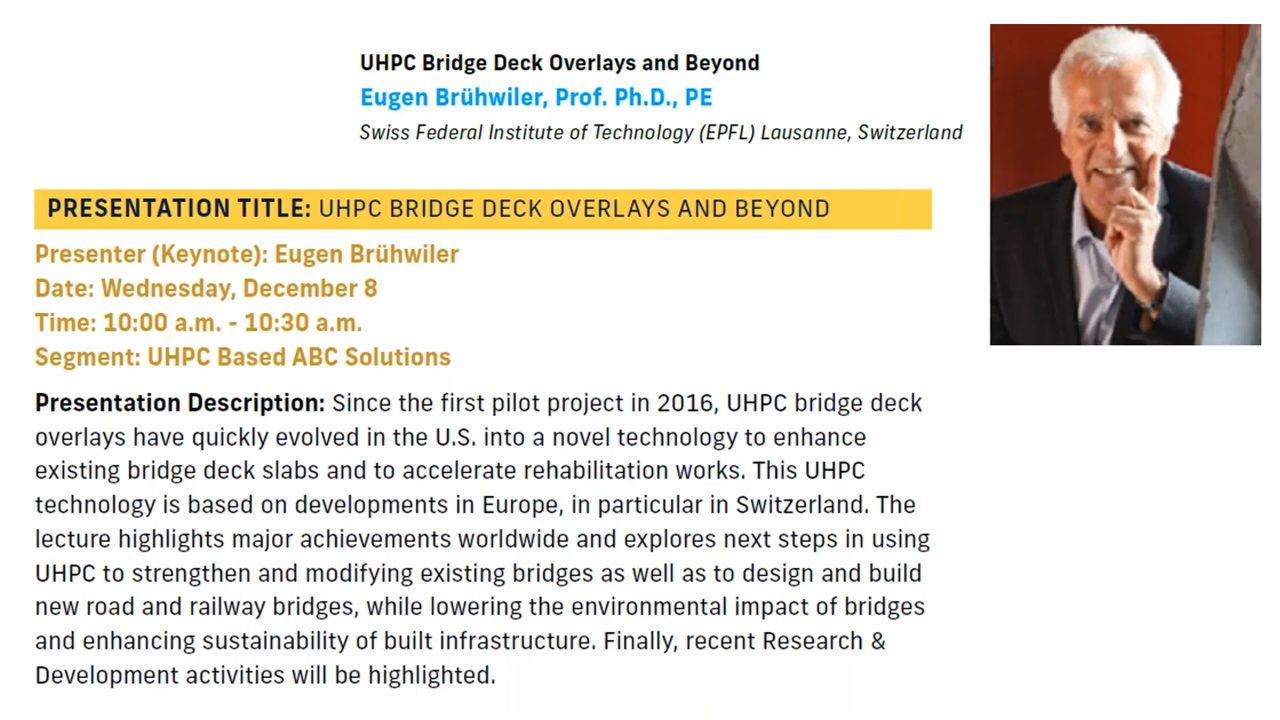 UHPC Bridge Deck Overlays and Beyond
Eugen Brühwiler, Prof. Ph.D., PE
Swiss Federal Institute of Technology (EPFL) Lausanne, Switzerland
PRESENTATION TITLE: UHPC BRIDGE DECK OVERLAYS AND BEYOND
Presenter (Keynote): Eugen Brühwiler
Date: Wednesday, December 8
Time: 10:00 a.m. - 10:30 a.m.
Segment: UHPC Based ABC Solutions
Presentation Description: Since the first pilot project in 2016, UHPC bridge deck
overlays have quickly evolved in the U.S. into a novel technology to enhance
existing bridge deck slabs and to accelerate rehabilitation works. This UHPC
technology is based on developments in Europe, in particular in Switzerland. The
lecture highlights major achievements worldwide and explores next steps in using
UHPC to strengthen and modifying existing bridges as well as to design and build
new road and railway bridges, while lowering the environmental impact of bridges
and enhancing sustainability of built infrastructure. Finally, recent Research &
Development activities will be highlighted.